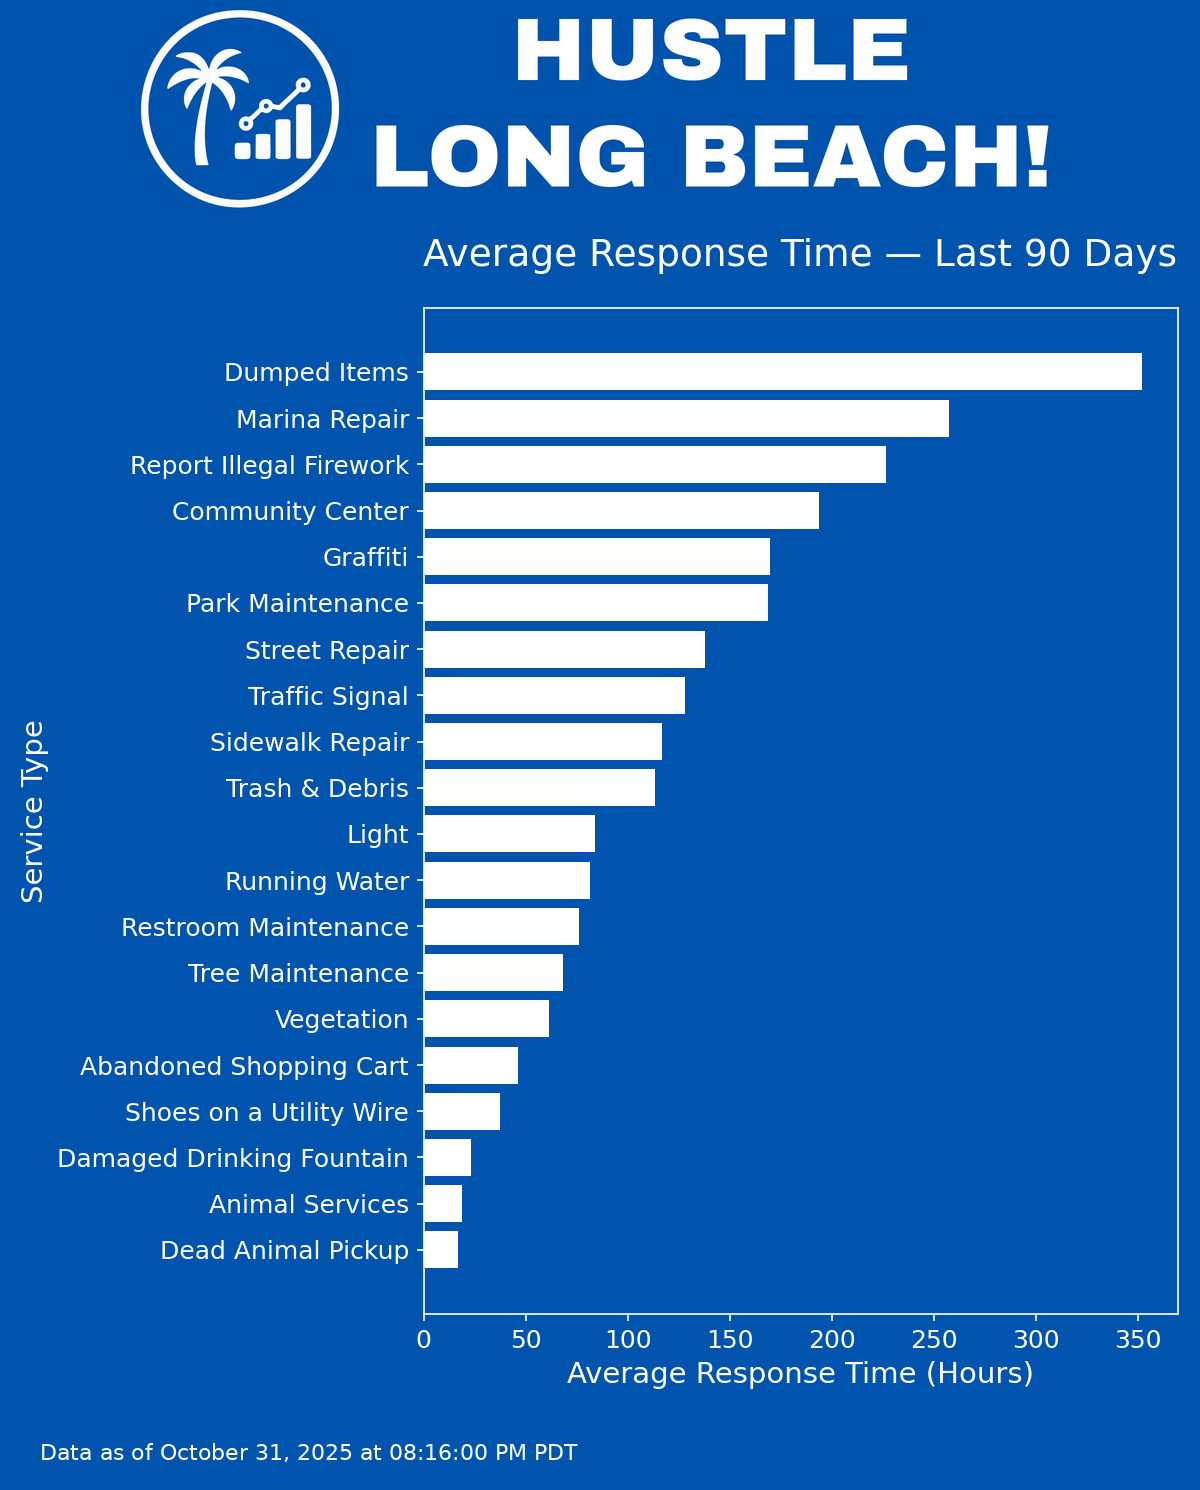 HUSTLE
LONG BEACH!
Average Response Time — Last 90 Days
Service Type
Dumped Items
Marina Repair
Report Illegal Firework
Community Center
Graffiti
Park Maintenance
Street Repair
Traffic Signal
Sidewalk Repair
Trash & Debris
Light
Running Water
Restroom Maintenance
Tree Maintenance
Vegetation
Abandoned Shopping Cart
Shoes on a Utility Wire
Damaged Drinking Fountain
Animal Services
Dead Animal Pickup
0 50 100 150 200 250 300 350
Average Response Time (Hours)
Data as of October 31, 2025 at 08:16:00 PM PDT